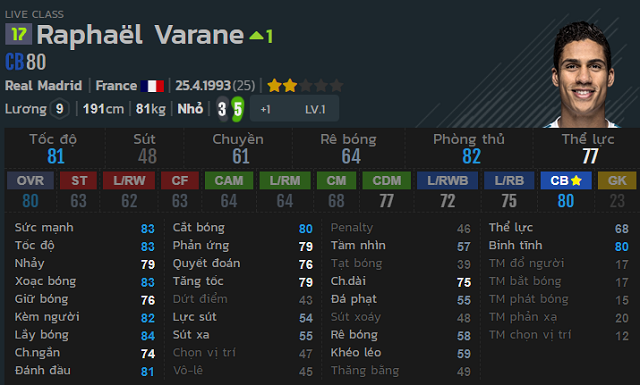 LIVE CLASS
17 Raphaël Varane 1
CB 80
Real Madrid | France | 25.4.1993 (25) |
Lương 9 | 191cm | 81kg | Nhỏ | 3 5 +1 LV.1
Tốc độ Sút Chuyền Rê bóng Phòng thủ Thể lực
81 48 61 64 82 77
OVR ST L/RW CF CAM L/RM CM CDM L/RWB L/RB CB GK
80 63 62 63 64 64 68 77 72 75 80 23
Sức mạnh 83 Cắt bóng 80 Penalty 46 Thể lực 68
Tốc độ 83 Phản ứng 79 Tầm nhìn 57 Bình tĩnh 80
Nhảy 79 Quyết đoán 76 Tạt bóng 39 TM đổ người 17
Xoạc bóng 83 Tăng tốc 79 Ch.dài 75 TM bắt bóng 17
Giữ bóng 76 Dứt điểm 43 Đá phạt 55 TM phát bóng 15
Kèm người 82 Lực sút 54 Sút xoáy 48 TM phản xạ 20
Lấy bóng 84 Sút xa 55 Rê bóng 58 TM chọn vị trí 12
Ch.ngắn 74 Chọn vị trí 47 Khéo léo 59
Đánh đầu 81 Vô-lê 45 Thăng bằng 49